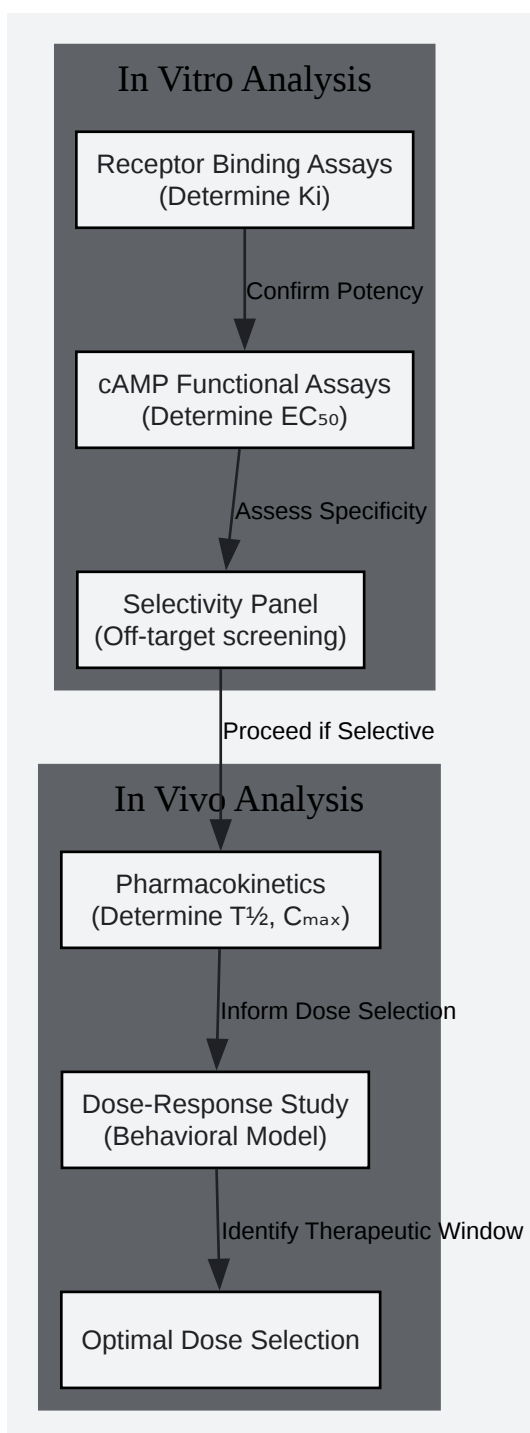 In Vitro Analysis
Receptor Binding Assays
(Determine Ki)
Confirm Potency
cAMP Functional Assays
(Determine EC₅₀)
Assess Specificity
Selectivity Panel
(Off-target screening)
Proceed if Selective
In Vivo Analysis
Pharmacokinetics
(Determine T½, Cₘₐₓ)
Inform Dose Selection
Dose-Response Study
(Behavioral Model)
Identify Therapeutic Window
Optimal Dose Selection